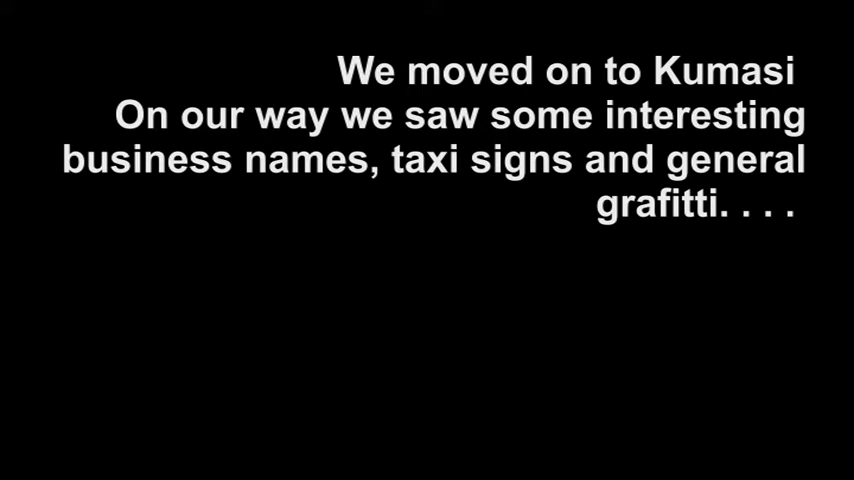 We moved on to Kumasi
On our way we saw some interesting
business names, taxi signs and general
grafitti. . . .